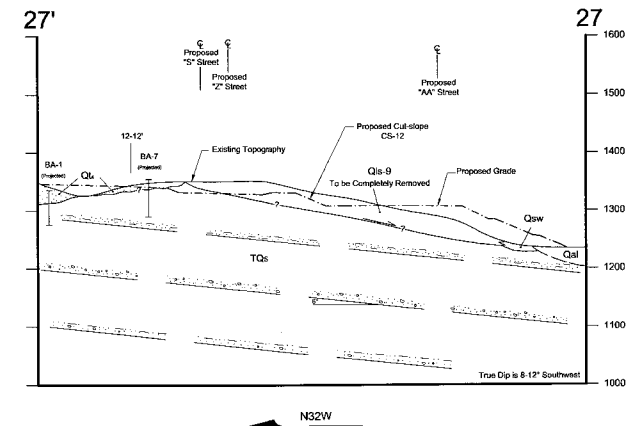 27'
27
1600
1500
1400
1300
1200
1100
1000
℄
Proposed
"S" Street
℄
Proposed
"Z" Street
℄
Proposed
"AA" Street
12-12'
BA-1
(Projected)
Qt
BA-7
(Projected)
Existing Topography
Proposed Cut-slope
CS-12
Qls-9
To be Completely Removed
Proposed Grade
?
?
?
Qsw
Qal
TQs
True Dip is 8-12° Southwest
N32W